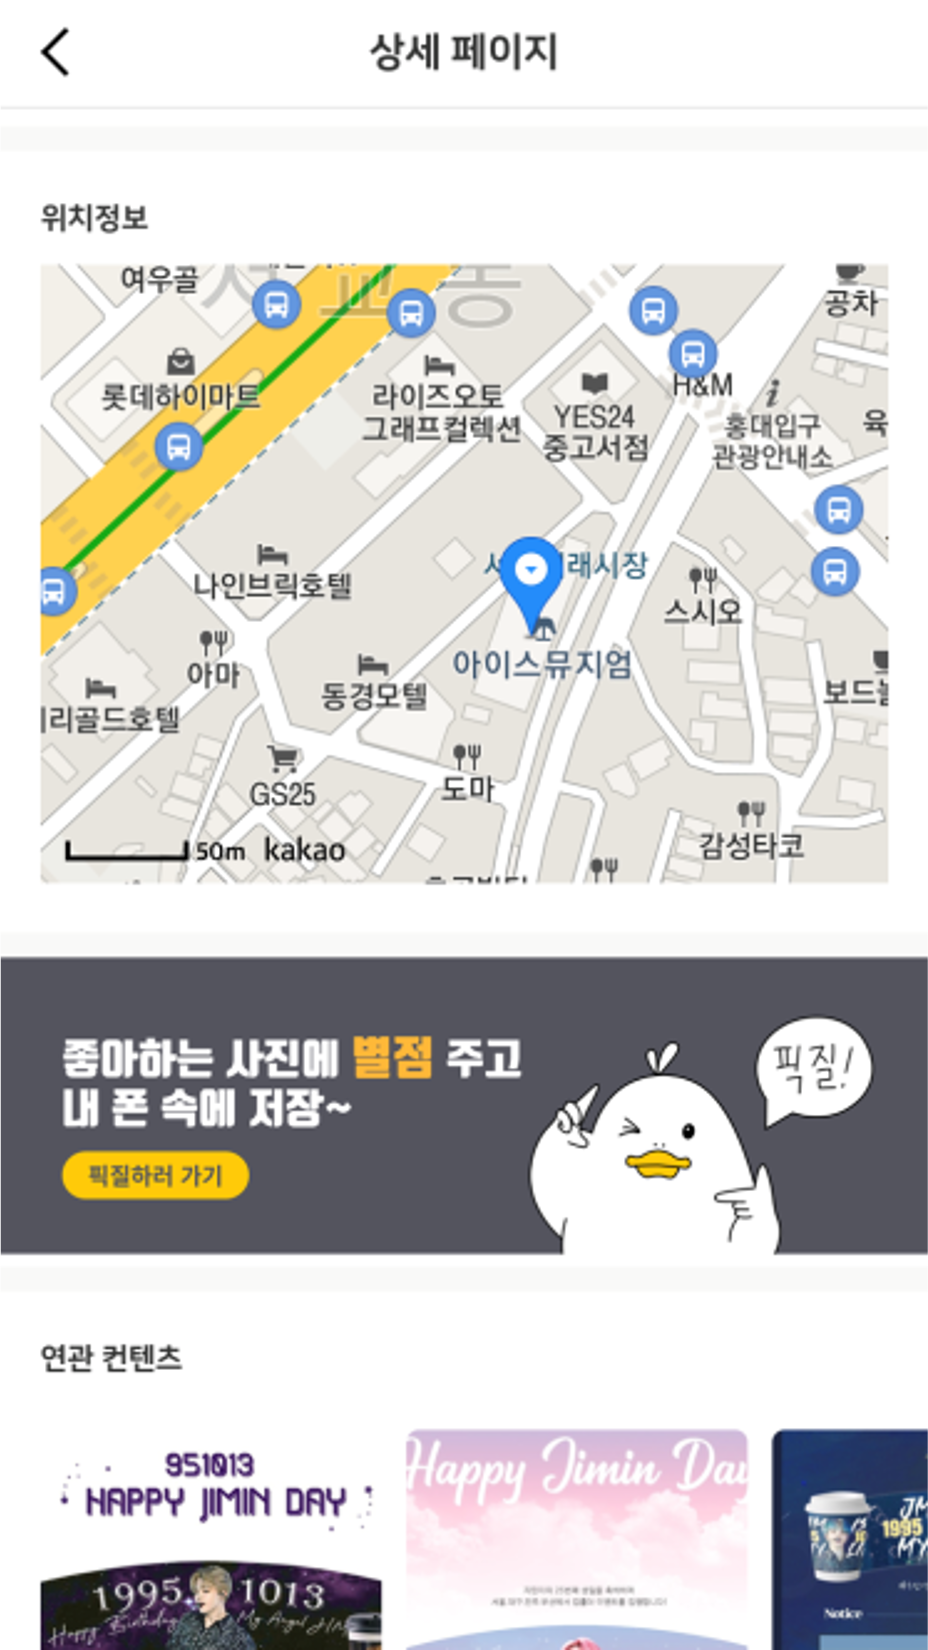 상세 페이지
위치정보
여우골
서교동
공차
롯데하이마트
라이즈오토
그래프컬렉션
YES24
중고서점
H&M
홍대입구
관광안내소
육
나인브릭호텔
래시장
스시오
아마
아이스뮤지엄
동경모텔
리골드호텔
보드
GS25
도마
감성타코
50m kakao
좋아하는 사진에 별점 주고
내 폰 속에 저장~
픽질!
픽질하러 가기
연관 컨텐츠
951013
HAPPY JIMIN DAY
1995 1013
Happy Birthday
My Angel
Happy Jimin Day
1995
Notice